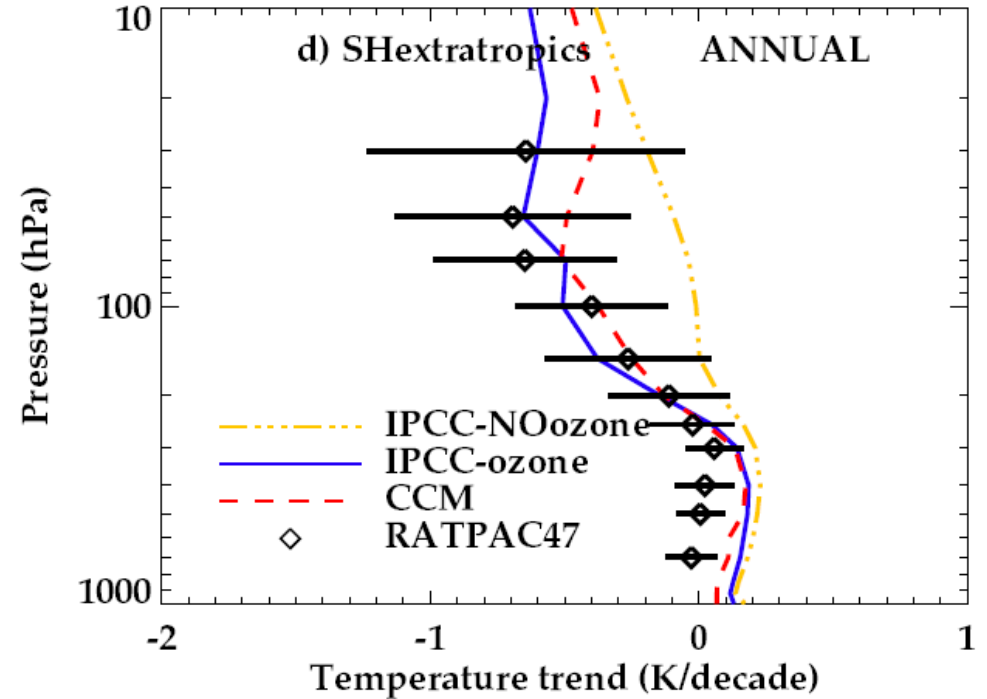 10
d) SHextratropics ANNUAL
Pressure (hPa)
100
IPCC-NOozone
IPCC-ozone
CCM
RATPAC47
1000
-2 -1 0 1
Temperature trend (K/decade)